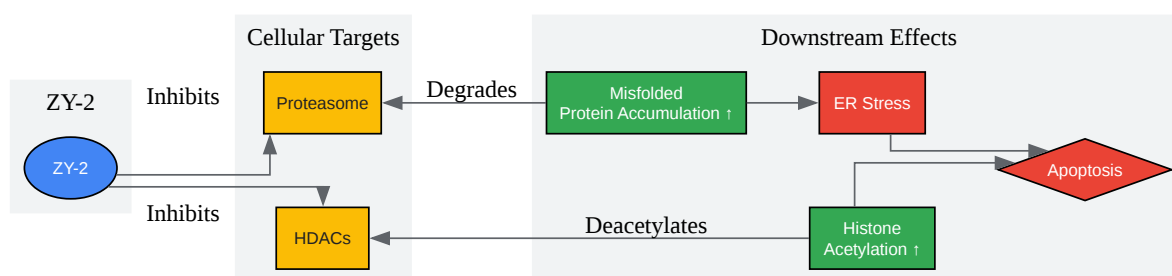 Cellular Targets
Downstream Effects
ZY-2
Inhibits
Proteasome
Degrades
Misfolded
Protein Accumulation ↑
ER Stress
ZY-2
Apoptosis
Inhibits
HDACs
Deacetylates
Histone
Acetylation ↑